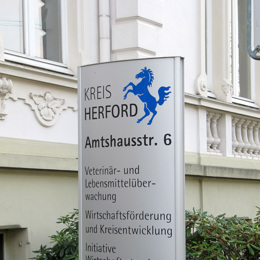 KREIS
HERFORD
Amtshausstr. 6
Veterinär- und
Lebensmittelüber-
wachung
Wirtschaftsförderung
und Kreisentwicklung
Initiative